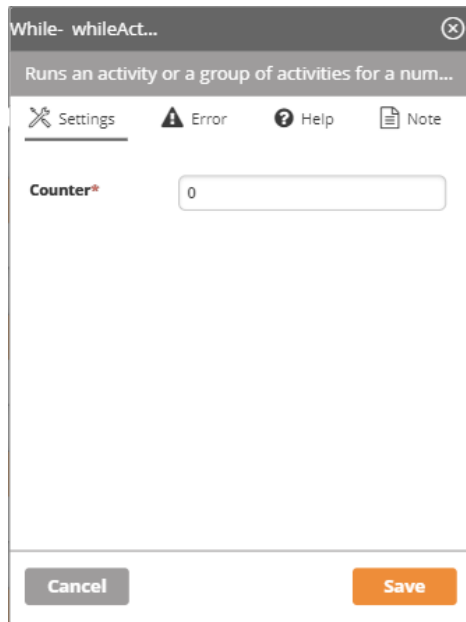 While- whileAct...
Runs an activity or a group of activities for a num...
Settings Error Help Note
Counter* 0
Cancel Save